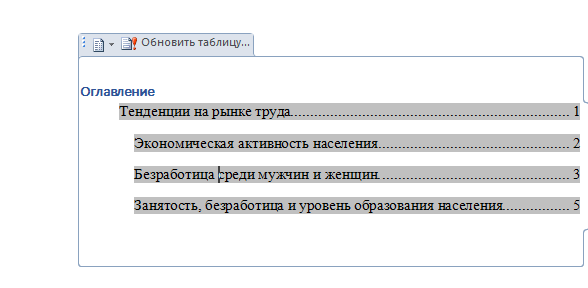 Обновить таблицу...
Оглавление
Тенденции на рынке труда.......................................................................... 1
Экономическая активность населения.................................................... 2
Безработица среди мужчин и женщин.................................................... 3
Занятость, безработица и уровень образования населения.................. 5